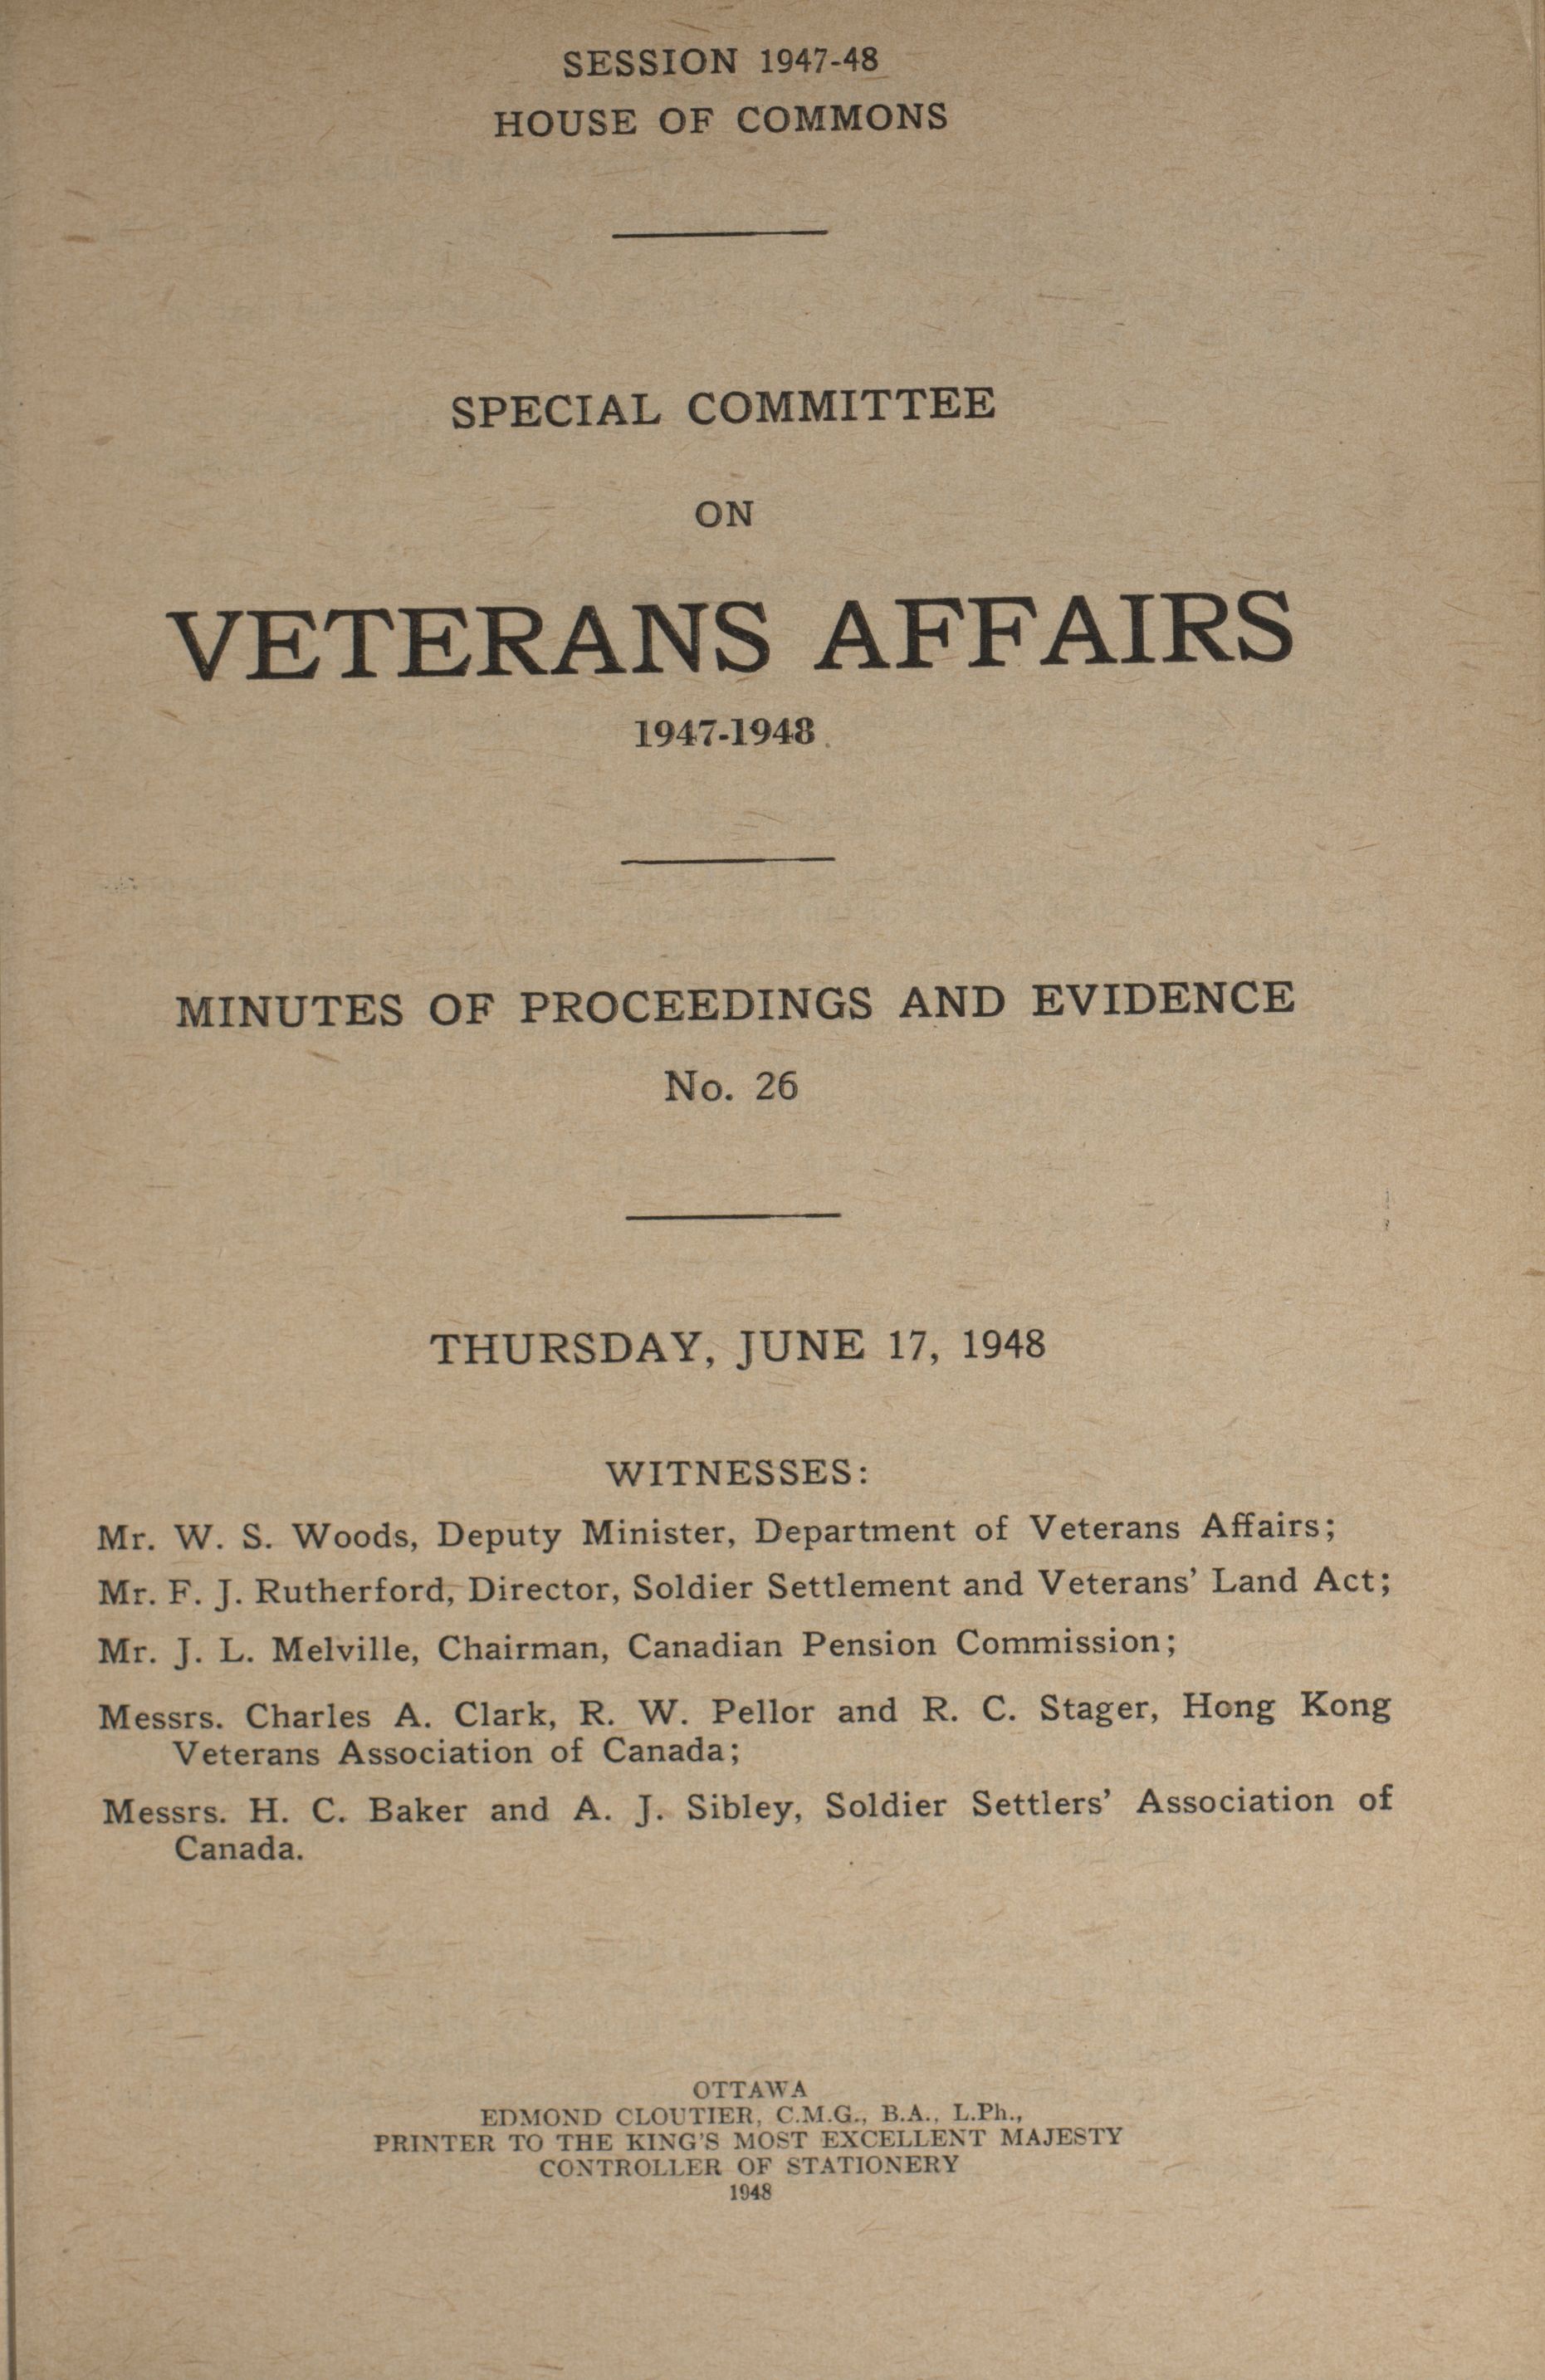 SESSION 1947-48
HOUSE OF COMMONS
SPECIAL COMMITTEE
ON
VETERANS AFFAIRS
1947-1948
MINUTES OF PROCEEDINGS AND EVIDENCE
No. 26
THURSDAY, JUNE 17, 1948
WITNESSES:
Mr. W. S. Woods, Deputy Minister, Department of Veterans Affairs;
Mr. F. J. Rutherford, Director, Soldier Settlement and Veterans' Land Act;
Mr. J. L. Melville, Chairman, Canadian Pension Commission;
Messrs. Charles A. Clark, R. W. Pellor and R. C. Stager, Hong Kong
Veterans Association of Canada;
Messrs. H. C. Baker and A. J. Sibley, Soldier Settlers' Association of
Canada.
OTTAWA
EDMOND CLOUTIER, C.M.G., B.A., L.Ph.,
PRINTER TO THE KING'S MOST EXCELLENT MAJESTY
CONTROLLER OF STATIONERY
1948